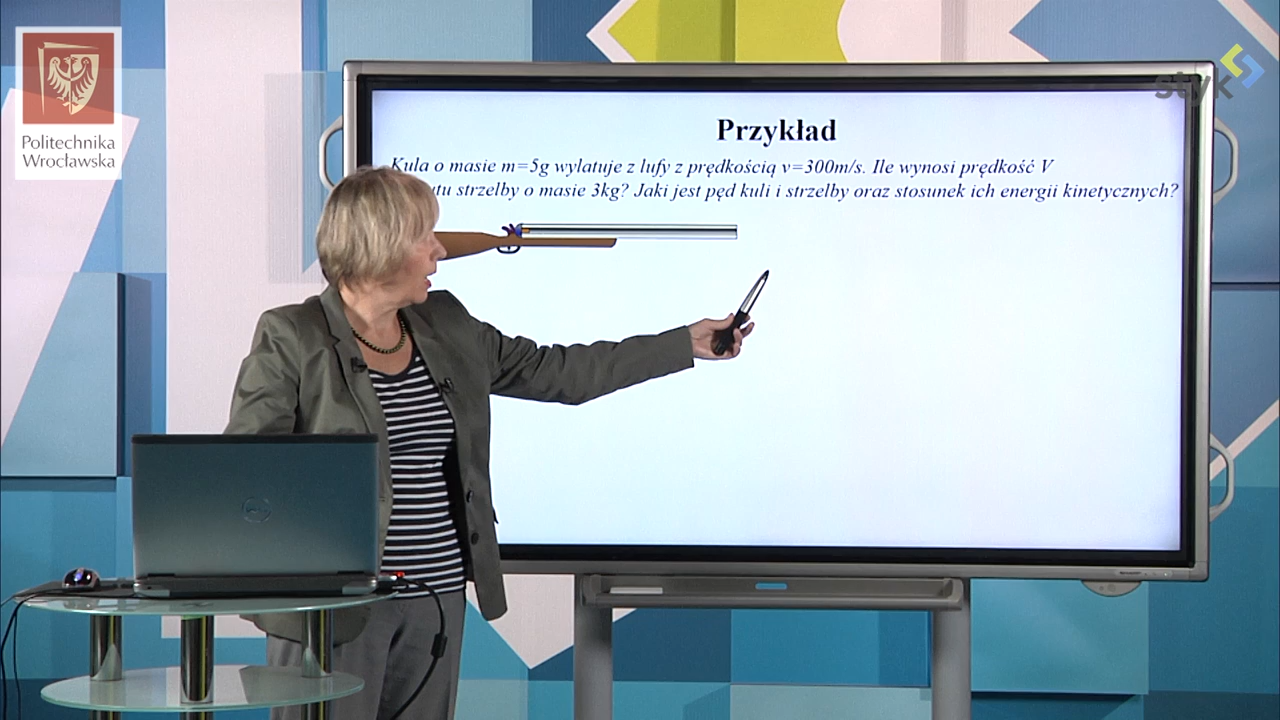 Politechnika
Wrocławska
styk
Przykład
Kula o masie m=5g wylatuje z lufy z prędkością v=300m/s. Ile wynosi prędkość V
strzelby o masie 3kg? Jaki jest pęd kuli i strzelby oraz stosunek ich energii kinetycznych?